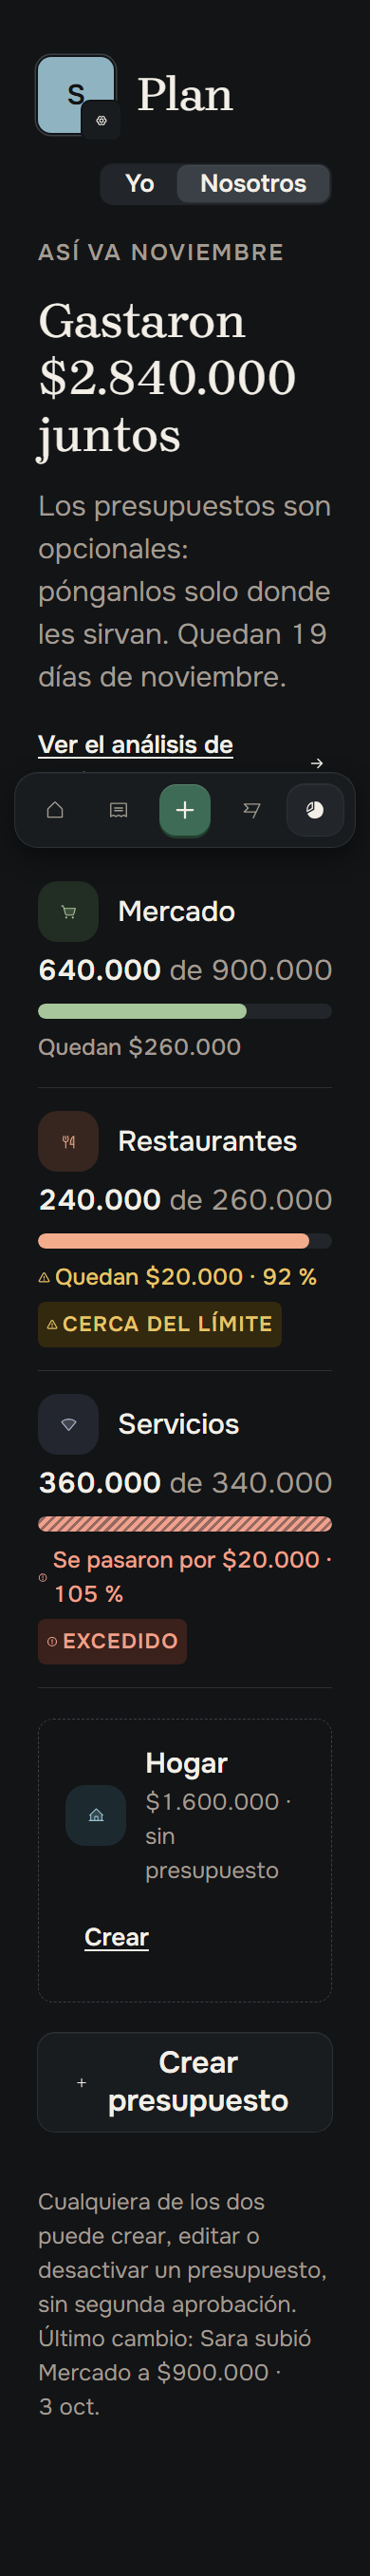 S
Plan
Yo Nosotros
ASÍ VA NOVIEMBRE
Gastaron
$2.840.000
juntos
Los presupuestos son
opcionales:
pónganlos solo donde
les sirvan. Quedan 19
días de noviembre.
Ver el análisis de
Mercado
640.000 de 900.000
Quedan $260.000
Restaurantes
240.000 de 260.000
Quedan $20.000 · 92 %
CERCA DEL LÍMITE
Servicios
360.000 de 340.000
Se pasaron por $20.000 ·
105 %
EXCEDIDO
Hogar
$1.600.000 ·
sin
presupuesto
Crear
Crear
presupuesto
Cualquiera de los dos
puede crear, editar o
desactivar un presupuesto,
sin segunda aprobación.
Último cambio: Sara subió
Mercado a $900.000 ·
3 oct.